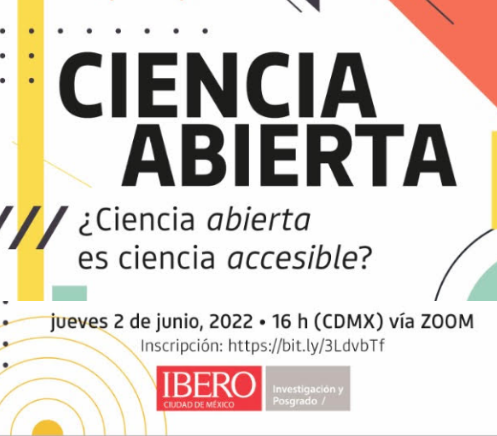 CIENCIA
ABIERTA
¿Ciencia abierta
es ciencia accesible?
jueves 2 de junio, 2022 • 16 h (CDMX) vía ZOOM
Inscripción: https://bit.ly/3LdvbTf
IBERO
CIUDAD DE MÉXICO
Investigación y
Posgrado /